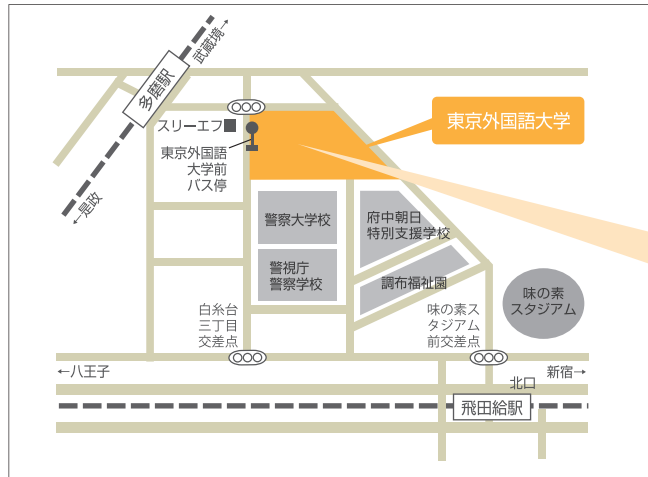 武蔵境→
多磨駅
←是政
スリーエフ
東京外国語
大学前
バス停
東京外国語大学
警察大学校
府中朝日
特別支援学校
警視庁
警察学校
調布福祉園
味の素
スタジアム
白糸台
三丁目
交差点
味の素ス
タジアム
前交差点
←八王子
新宿→
北口
飛田給駅